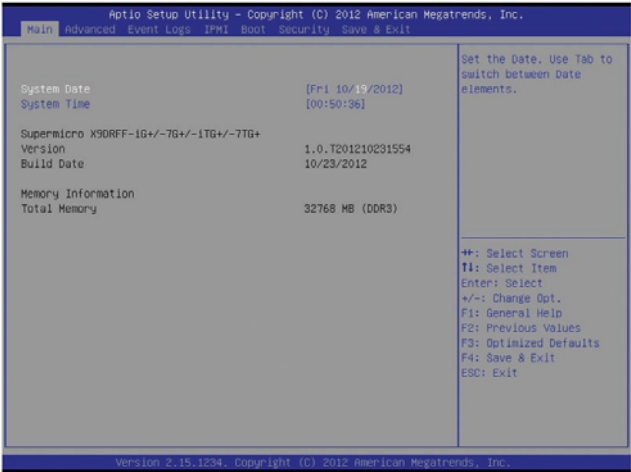 Aptio Setup Utility – Copyright (C) 2012 American Megatrends, Inc.
Main Advanced Event Logs IPMI Boot Security Save & Exit
System Date [Fri 10/19/2012]
System Time [00:50:36]
Supermicro X9DRFF-iG+/-7G+/-iTG+/-7TG+
Version 1.0.T201210231554
Build Date 10/23/2012
Memory Information
Total Memory 32768 MB (DDR3)
Set the Date. Use Tab to
switch between Date
elements.
→←: Select Screen
↑↓: Select Item
Enter: Select
+/-: Change Opt.
F1: General Help
F2: Previous Values
F3: Optimized Defaults
F4: Save & Exit
ESC: Exit
Version 2.15.1234. Copyright (C) 2012 American Megatrends, Inc.